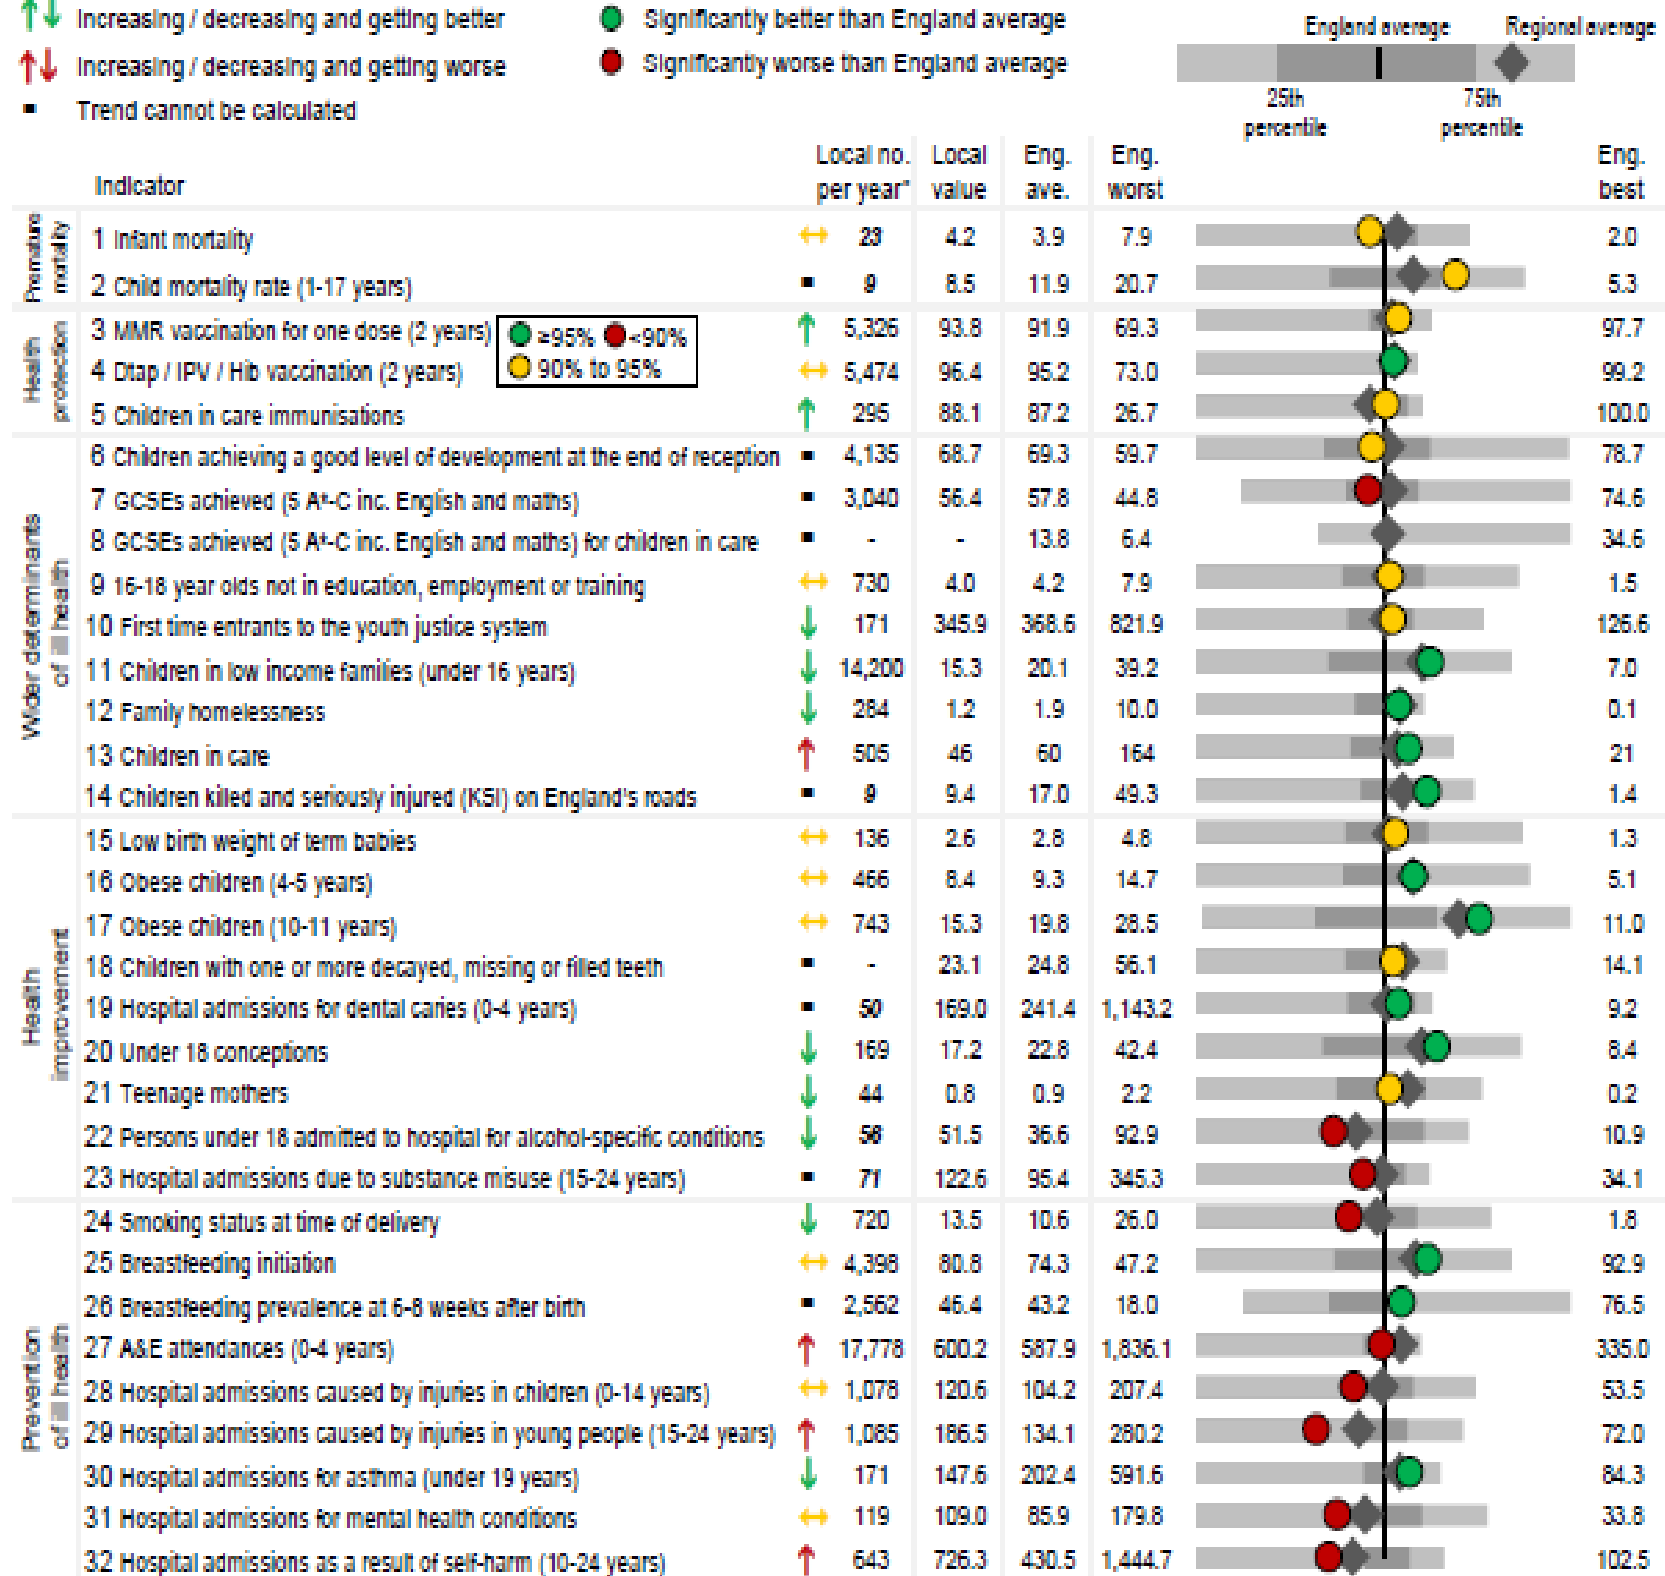 Increasing / decreasing and getting better
Significantly better than England average
England average Regional average
Increasing / decreasing and getting worse
Significantly worse than England average
Trend cannot be calculated
25th percentile
75th percentile
Indicator
Local no. per year*
Local value
Eng. ave.
Eng. worst
Eng. best
Premature mortality
1 Infant mortality 23 4.2 3.9 7.9 2.0
2 Child mortality rate (1-17 years) 9 8.5 11.9 20.7 5.3
Health protection
3 MMR vaccination for one dose (2 years) ≥95% <90% 5,326 93.8 91.9 69.3 97.7
4 Dtap / IPV / Hib vaccination (2 years) 90% to 95% 5,474 96.4 95.2 73.0 99.2
5 Children in care immunisations 295 88.1 87.2 26.7 100.0
Wider determinants of ill health
6 Children achieving a good level of development at the end of reception 4,135 68.7 69.3 59.7 78.7
7 GCSEs achieved (5 A*-C inc. English and maths) 3,040 56.4 57.8 44.8 74.6
8 GCSEs achieved (5 A*-C inc. English and maths) for children in care - - 13.8 6.4 34.6
9 16-18 year olds not in education, employment or training 730 4.0 4.2 7.9 1.5
10 First time entrants to the youth justice system 171 345.9 368.6 821.9 126.6
11 Children in low income families (under 16 years) 14,200 15.3 20.1 39.2 7.0
12 Family homelessness 284 1.2 1.9 10.0 0.1
13 Children in care 505 46 60 164 21
14 Children killed and seriously injured (KSI) on England's roads 9 9.4 17.0 49.3 1.4
Health improvement
15 Low birth weight of term babies 136 2.6 2.8 4.8 1.3
16 Obese children (4-5 years) 466 8.4 9.3 14.7 5.1
17 Obese children (10-11 years) 743 15.3 19.8 28.5 11.0
18 Children with one or more decayed, missing or filled teeth - 23.1 24.8 56.1 14.1
19 Hospital admissions for dental caries (0-4 years) 50 169.0 241.4 1,143.2 9.2
20 Under 18 conceptions 169 17.2 22.8 42.4 8.4
21 Teenage mothers 44 0.8 0.9 2.2 0.2
22 Persons under 18 admitted to hospital for alcohol-specific conditions 56 51.5 36.6 92.9 10.9
23 Hospital admissions due to substance misuse (15-24 years) 71 122.6 95.4 345.3 34.1
Prevention of ill health
24 Smoking status at time of delivery 720 13.5 10.6 26.0 1.8
25 Breastfeeding initiation 4,398 80.8 74.3 47.2 92.9
26 Breastfeeding prevalence at 6-8 weeks after birth 2,562 46.4 43.2 18.0 76.5
27 A&E attendances (0-4 years) 17,778 600.2 587.9 1,836.1 335.0
28 Hospital admissions caused by injuries in children (0-14 years) 1,078 120.6 104.2 207.4 53.5
29 Hospital admissions caused by injuries in young people (15-24 years) 1,085 186.5 134.1 280.2 72.0
30 Hospital admissions for asthma (under 19 years) 171 147.6 202.4 591.6 84.3
31 Hospital admissions for mental health conditions 119 109.0 85.9 179.8 33.8
32 Hospital admissions as a result of self-harm (10-24 years) 643 726.3 430.5 1,444.7 102.5